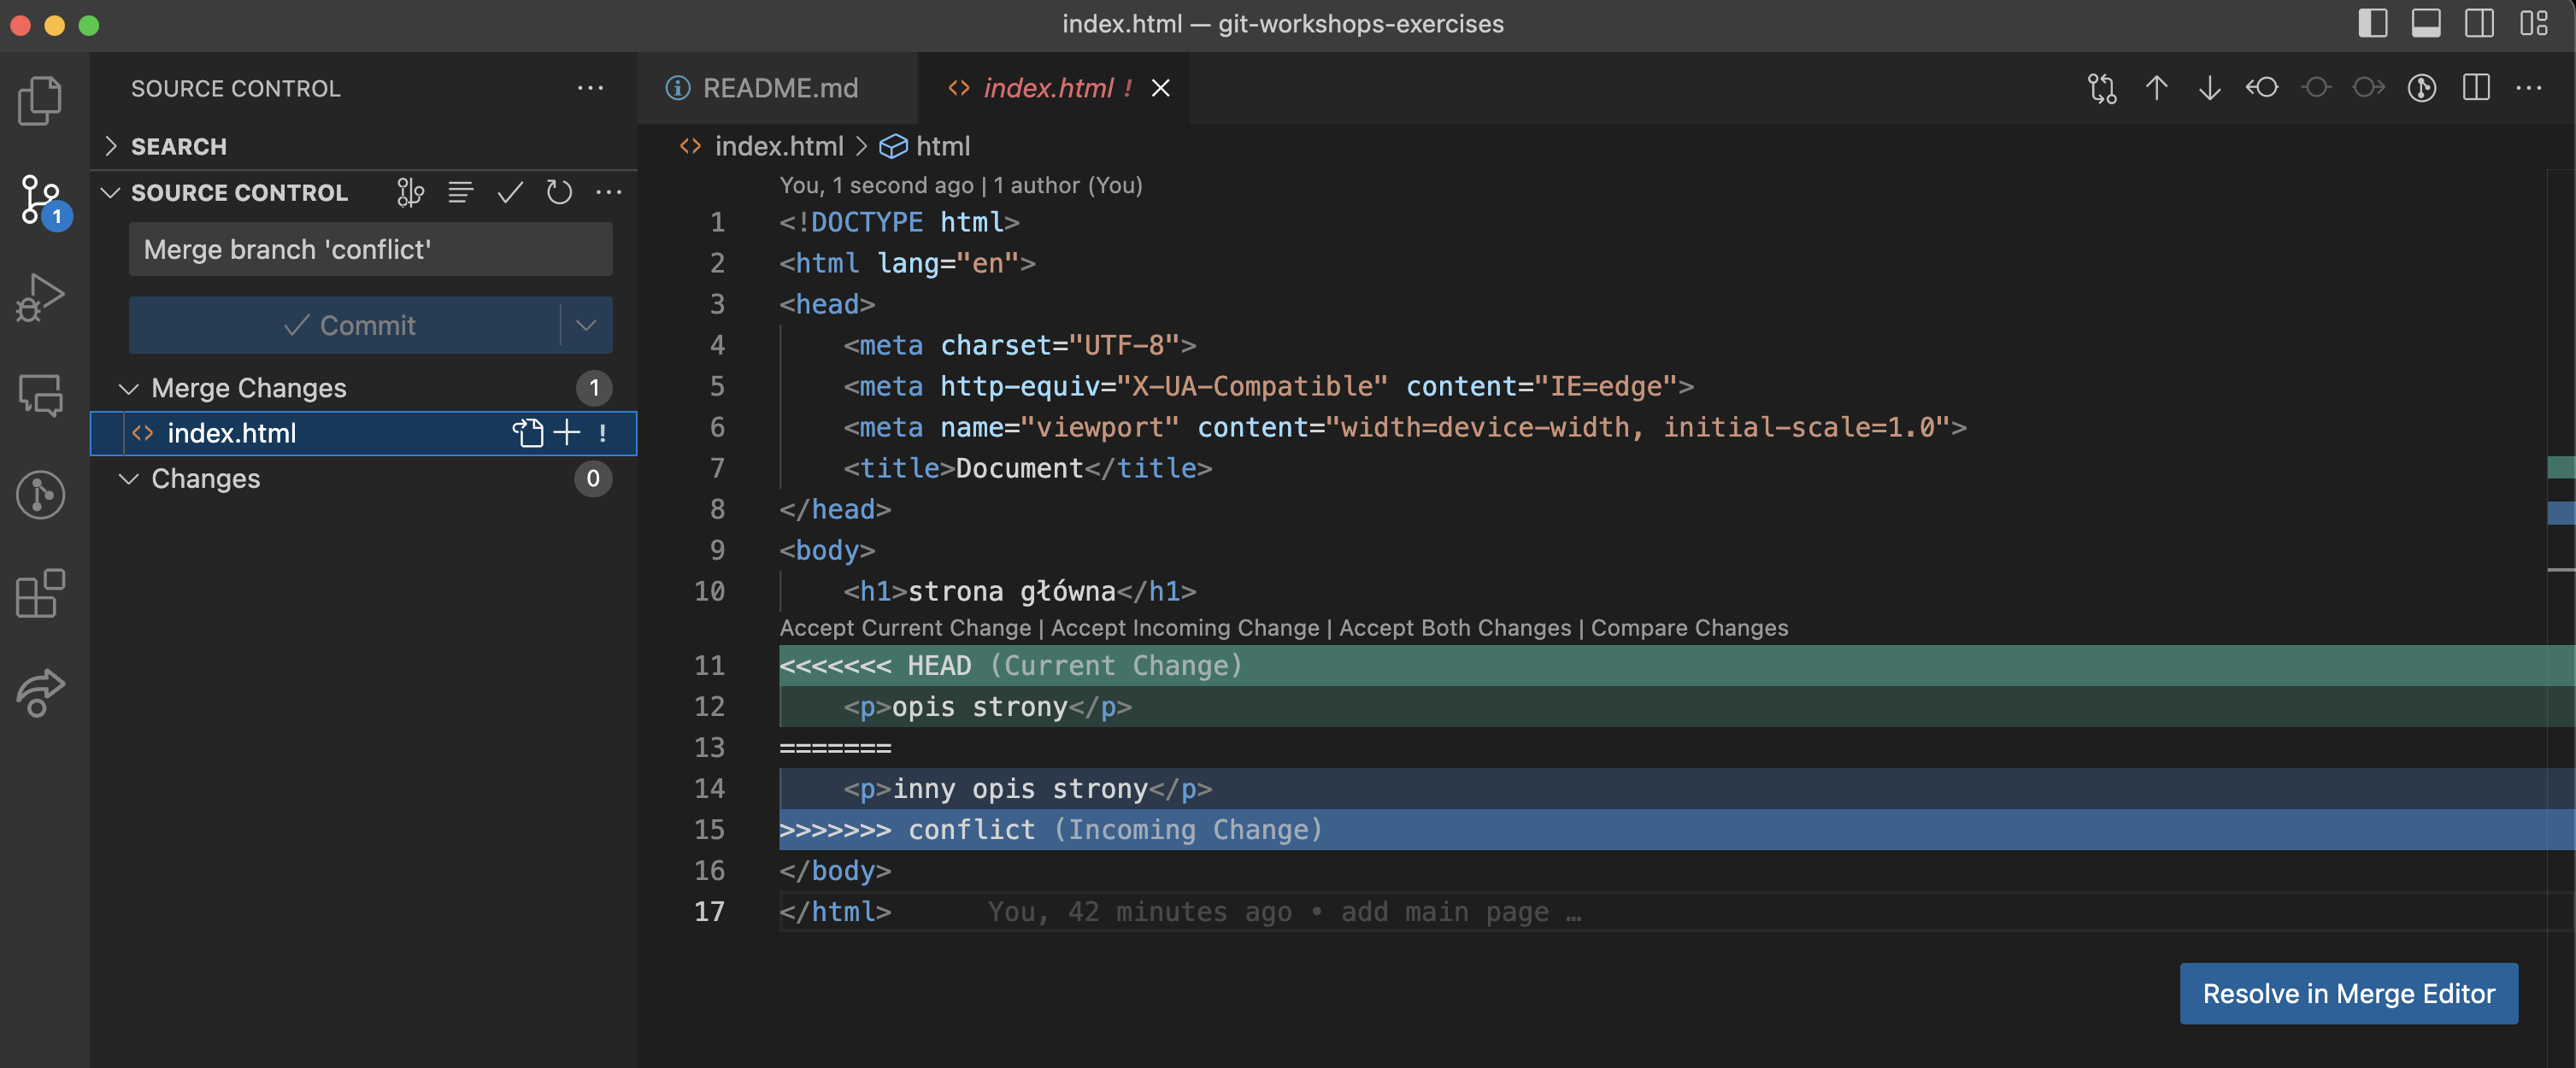 index.html — git-workshops-exercises
SOURCE CONTROL
SEARCH
SOURCE CONTROL
1
Merge branch 'conflict'
Commit
Merge Changes 1
index.html !
Changes 0
README.md
index.html !
index.html > html
You, 1 second ago | 1 author (You)
1 <!DOCTYPE html>
2 <html lang="en">
3 <head>
4     <meta charset="UTF-8">
5     <meta http-equiv="X-UA-Compatible" content="IE=edge">
6     <meta name="viewport" content="width=device-width, initial-scale=1.0">
7     <title>Document</title>
8 </head>
9 <body>
10     <h1>strona główna</h1>
Accept Current Change | Accept Incoming Change | Accept Both Changes | Compare Changes
11 <<<<<<< HEAD (Current Change)
12     <p>opis strony</p>
13 =======
14     <p>inny opis strony</p>
15 >>>>>>> conflict (Incoming Change)
16 </body>
17 </html> You, 42 minutes ago • add main page …
Resolve in Merge Editor